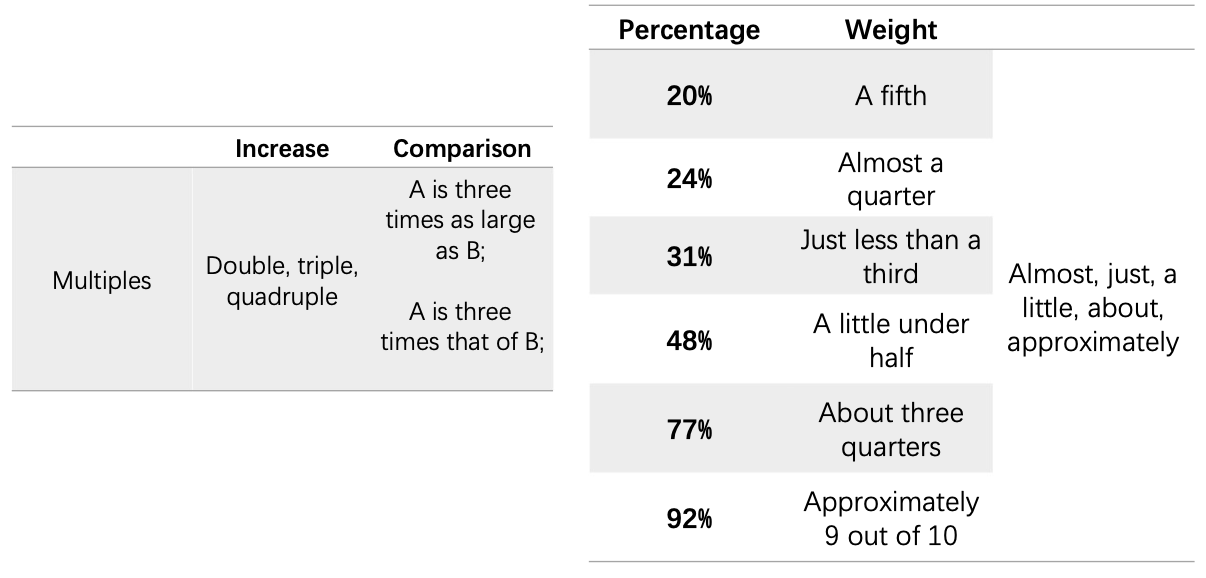 Increase Comparison
Multiples
Double, triple,
quadruple
A is three
times as large
as B;
A is three
times that of B;
Percentage Weight
20% A fifth
24% Almost a
quarter
31% Just less than a
third
48% A little under
half
77% About three
quarters
92% Approximately
9 out of 10
Almost, just, a
little, about,
approximately